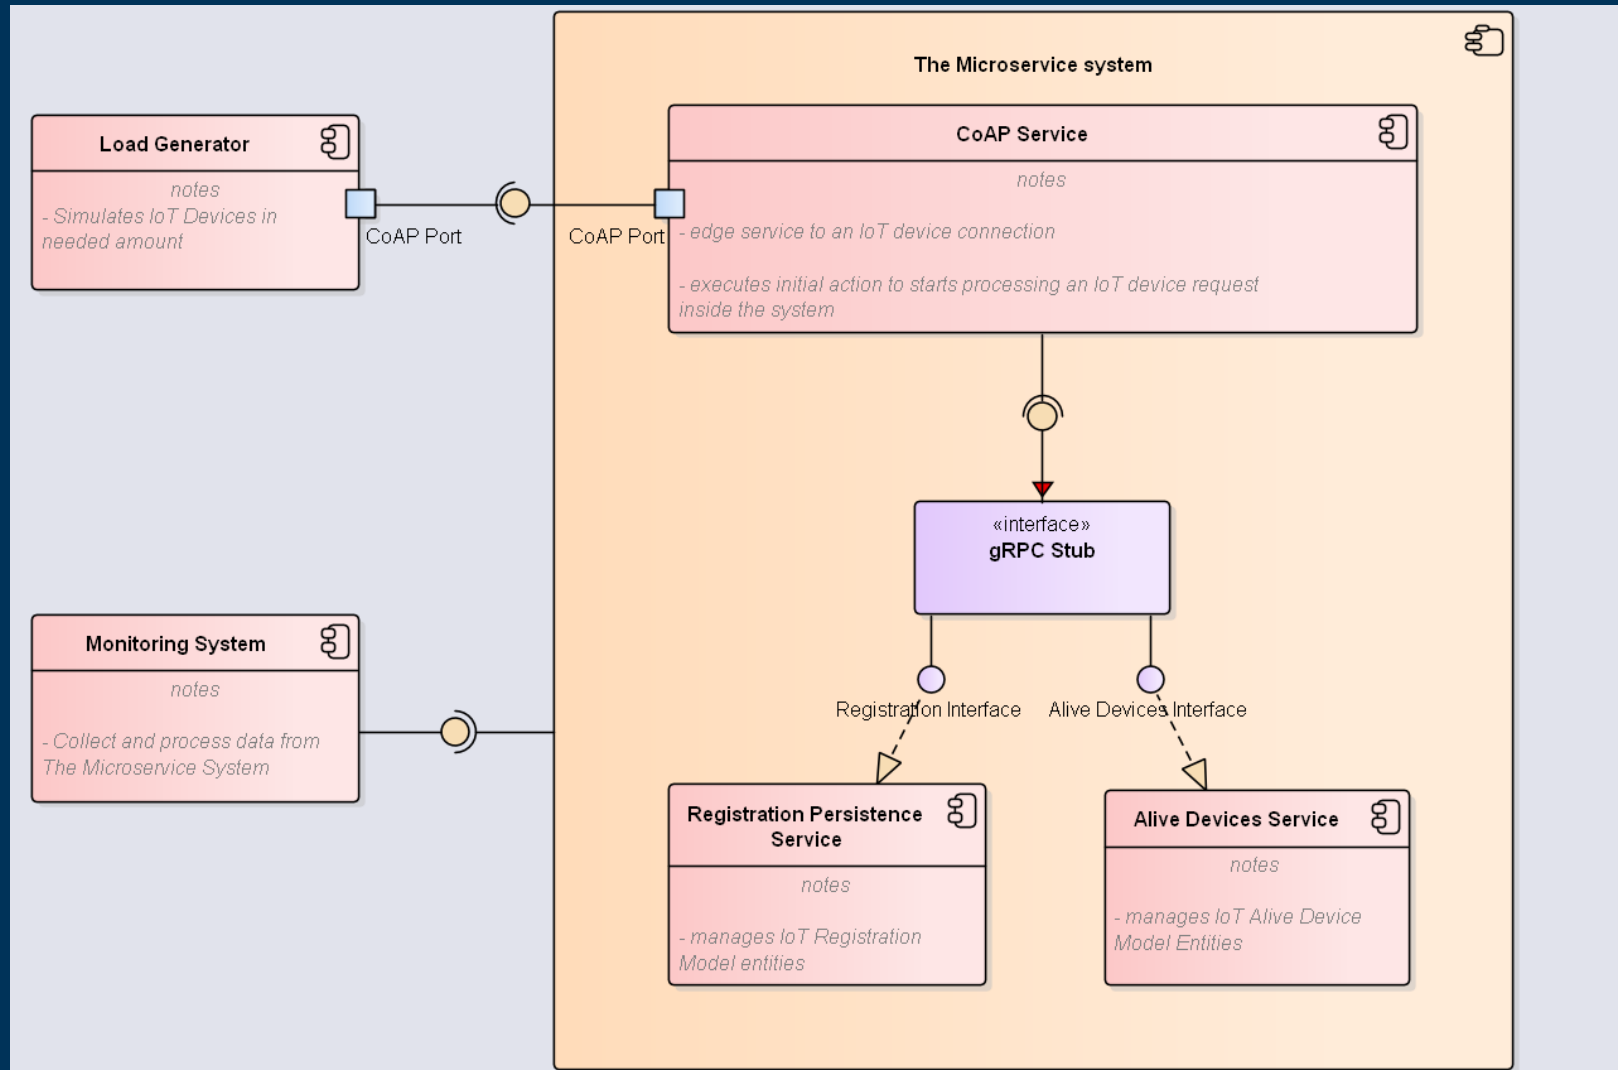 The Microservice system
Load Generator
notes
- Simulates IoT Devices in
needed amount
CoAP Port
CoAP Port
CoAP Service
notes
- edge service to an IoT device connection
- executes initial action to starts processing an IoT device request
inside the system
«interface»
gRPC Stub
Registration Interface
Alive Devices Interface
Monitoring System
notes
- Collect and process data from
The Microservice System
Registration Persistence
Service
notes
- manages IoT Registration
Model entities
Alive Devices Service
notes
- manages IoT Alive Device
Model Entities